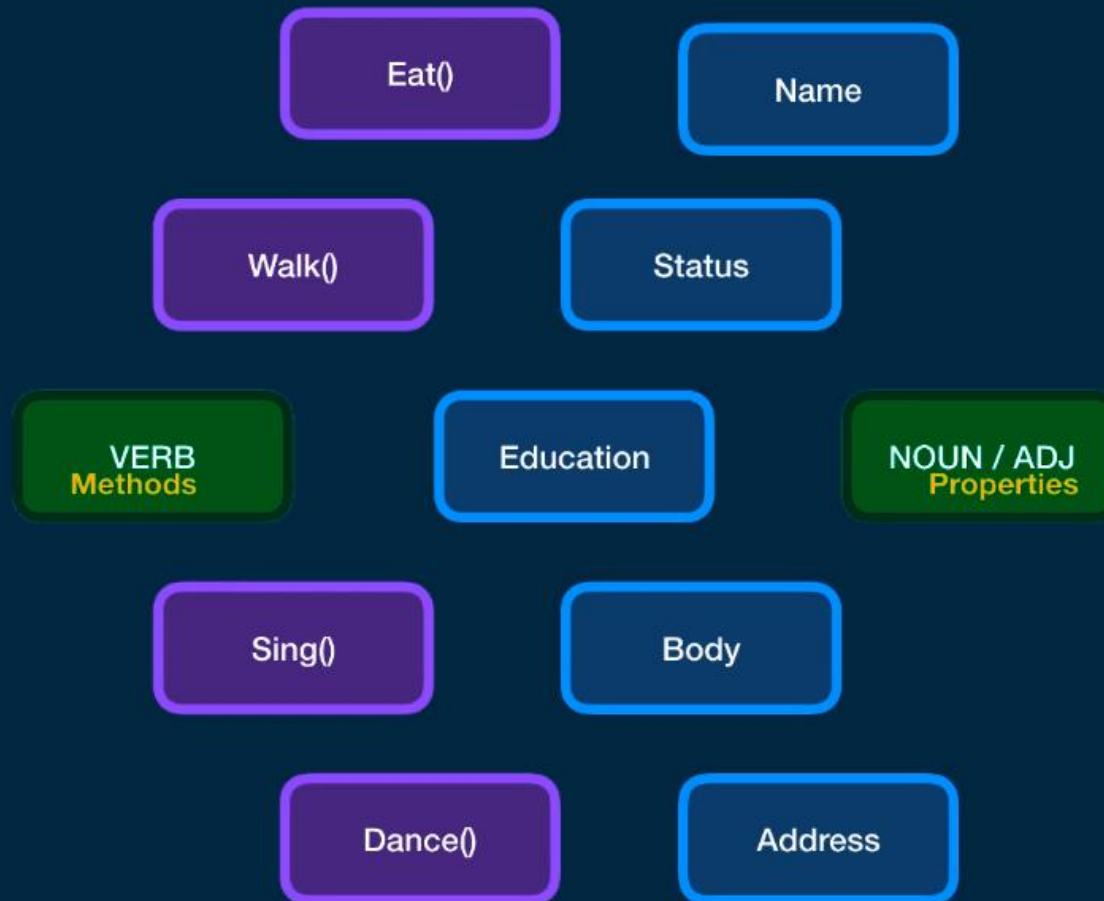 Eat()
Name
Walk()
Status
VERB
Methods
Education
NOUN / ADJ
Properties
Sing()
Body
Dance()
Address